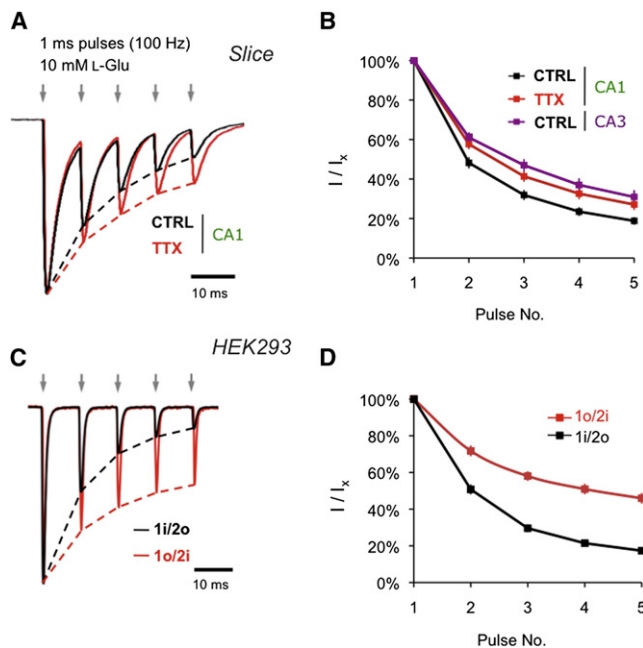 A
1 ms pulses (100 Hz)
10 mM L-Glu
Slice
CTRL
TTX
CA1
10 ms
B
100%
80%
60%
40%
20%
0%
I / Ix
CTRL
TTX
CA1
CTRL
CA3
1 2 3 4 5
Pulse No.
C
HEK293
1i/2o
1o/2i
10 ms
D
100%
80%
60%
40%
20%
0%
I / Ix
1o/2i
1i/2o
1 2 3 4 5
Pulse No.